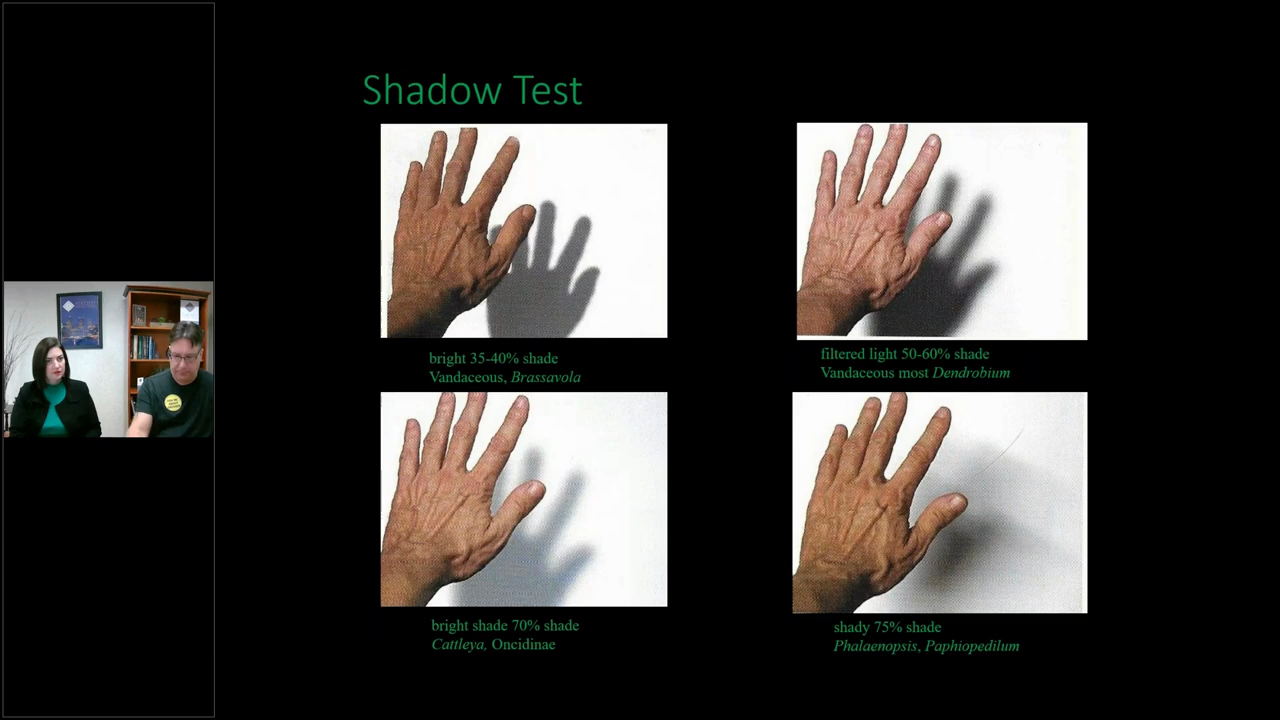 Shadow Test
bright 35-40% shade
Vandaceous, Brassavola
filtered light 50-60% shade
Vandaceous most Dendrobium
bright shade 70% shade
Cattleya, Oncidinae
shady 75% shade
Phalaenopsis, Paphiopedilum